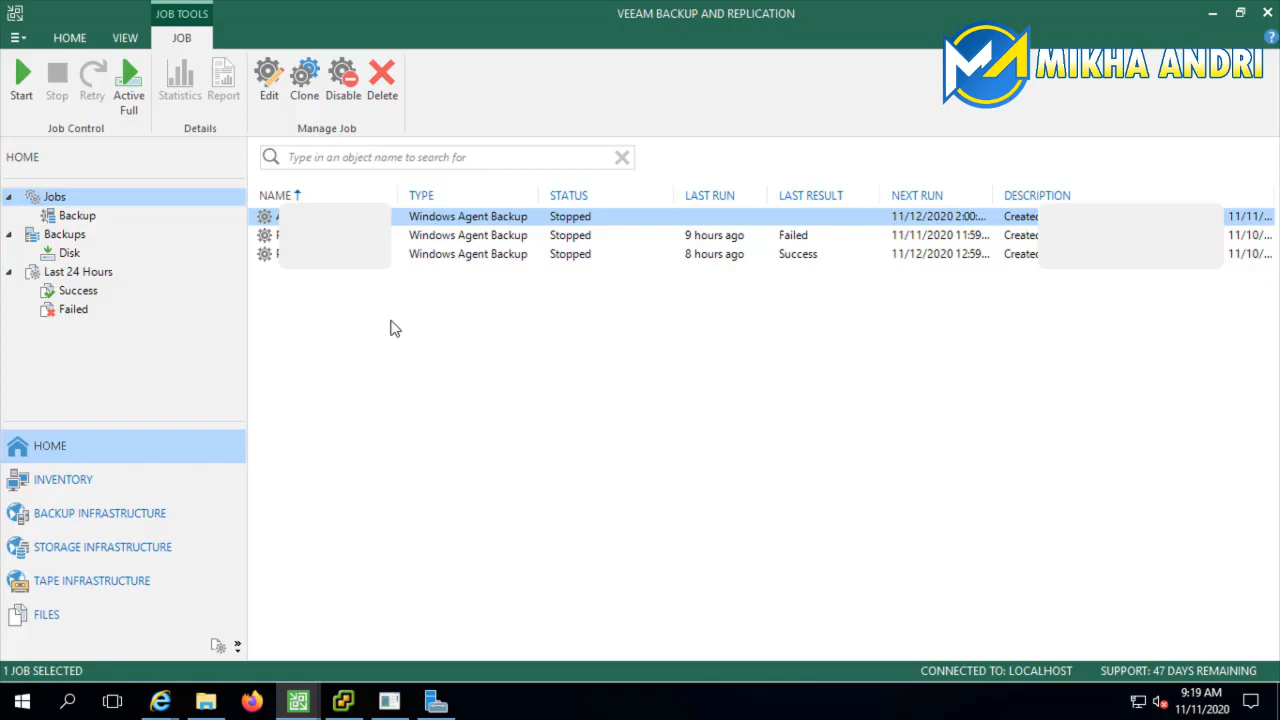 JOB TOOLS
VEEAM BACKUP AND REPLICATION
HOME VIEW JOB
MIKHA ANDRI
Start Stop Retry Active Full
Statistics Report
Edit Clone Disable Delete
Job Control Details Manage Job
HOME
Type in an object name to search for
Jobs
Backup
Backups
Disk
Last 24 Hours
Success
Failed
NAME TYPE STATUS LAST RUN LAST RESULT NEXT RUN DESCRIPTION
Windows Agent Backup Stopped 11/12/2020 2:00:... Created 11/11/...
Windows Agent Backup Stopped 9 hours ago Failed 11/11/2020 11:59... Created 11/10/...
Windows Agent Backup Stopped 8 hours ago Success 11/12/2020 12:59... Created 11/10/...
HOME
INVENTORY
BACKUP INFRASTRUCTURE
STORAGE INFRASTRUCTURE
TAPE INFRASTRUCTURE
FILES
1 JOB SELECTED
CONNECTED TO: LOCALHOST SUPPORT: 47 DAYS REMAINING
9:19 AM
11/11/2020